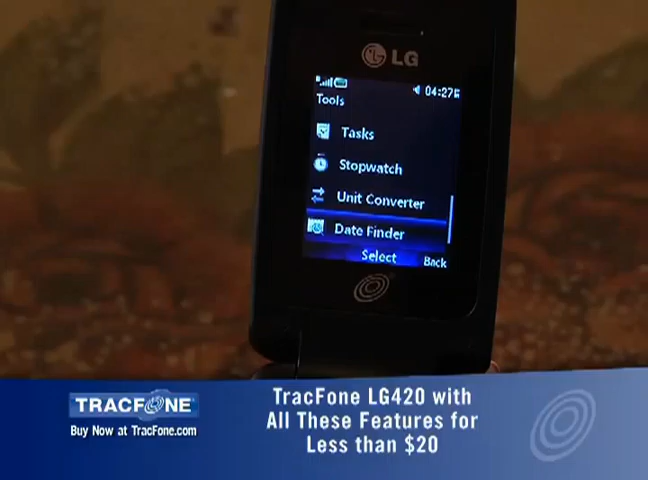 LG
04:27
Tools
Tasks
Stopwatch
Unit Converter
Date Finder
Select
Back
TRACFONE
Buy Now at TracFone.com
TracFone LG420 with
All These Features for
Less than $20